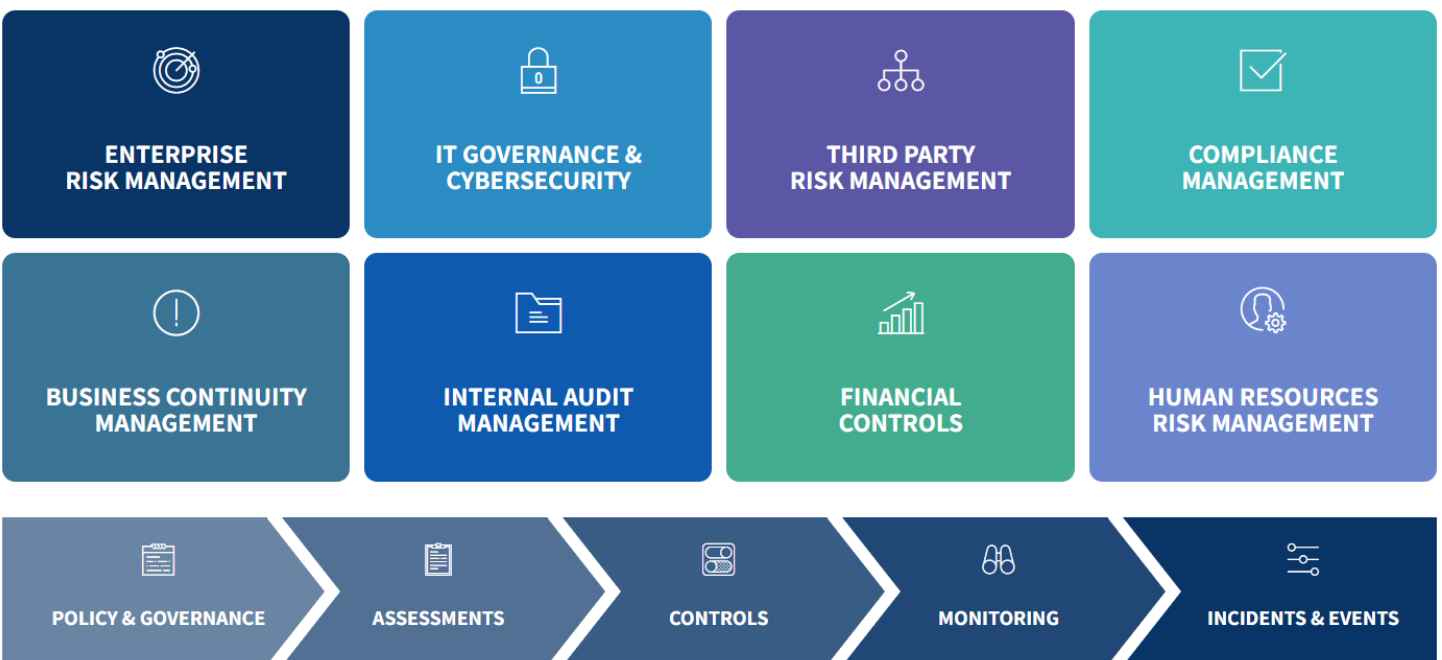 0
ENTERPRISE
RISK MANAGEMENT
IT GOVERNANCE &
CYBERSECURITY
THIRD PARTY
RISK MANAGEMENT
COMPLIANCE
MANAGEMENT
BUSINESS CONTINUITY
MANAGEMENT
INTERNAL AUDIT
MANAGEMENT
FINANCIAL
CONTROLS
HUMAN RESOURCES
RISK MANAGEMENT
POLICY & GOVERNANCE
ASSESSMENTS
CONTROLS
MONITORING
INCIDENTS & EVENTS